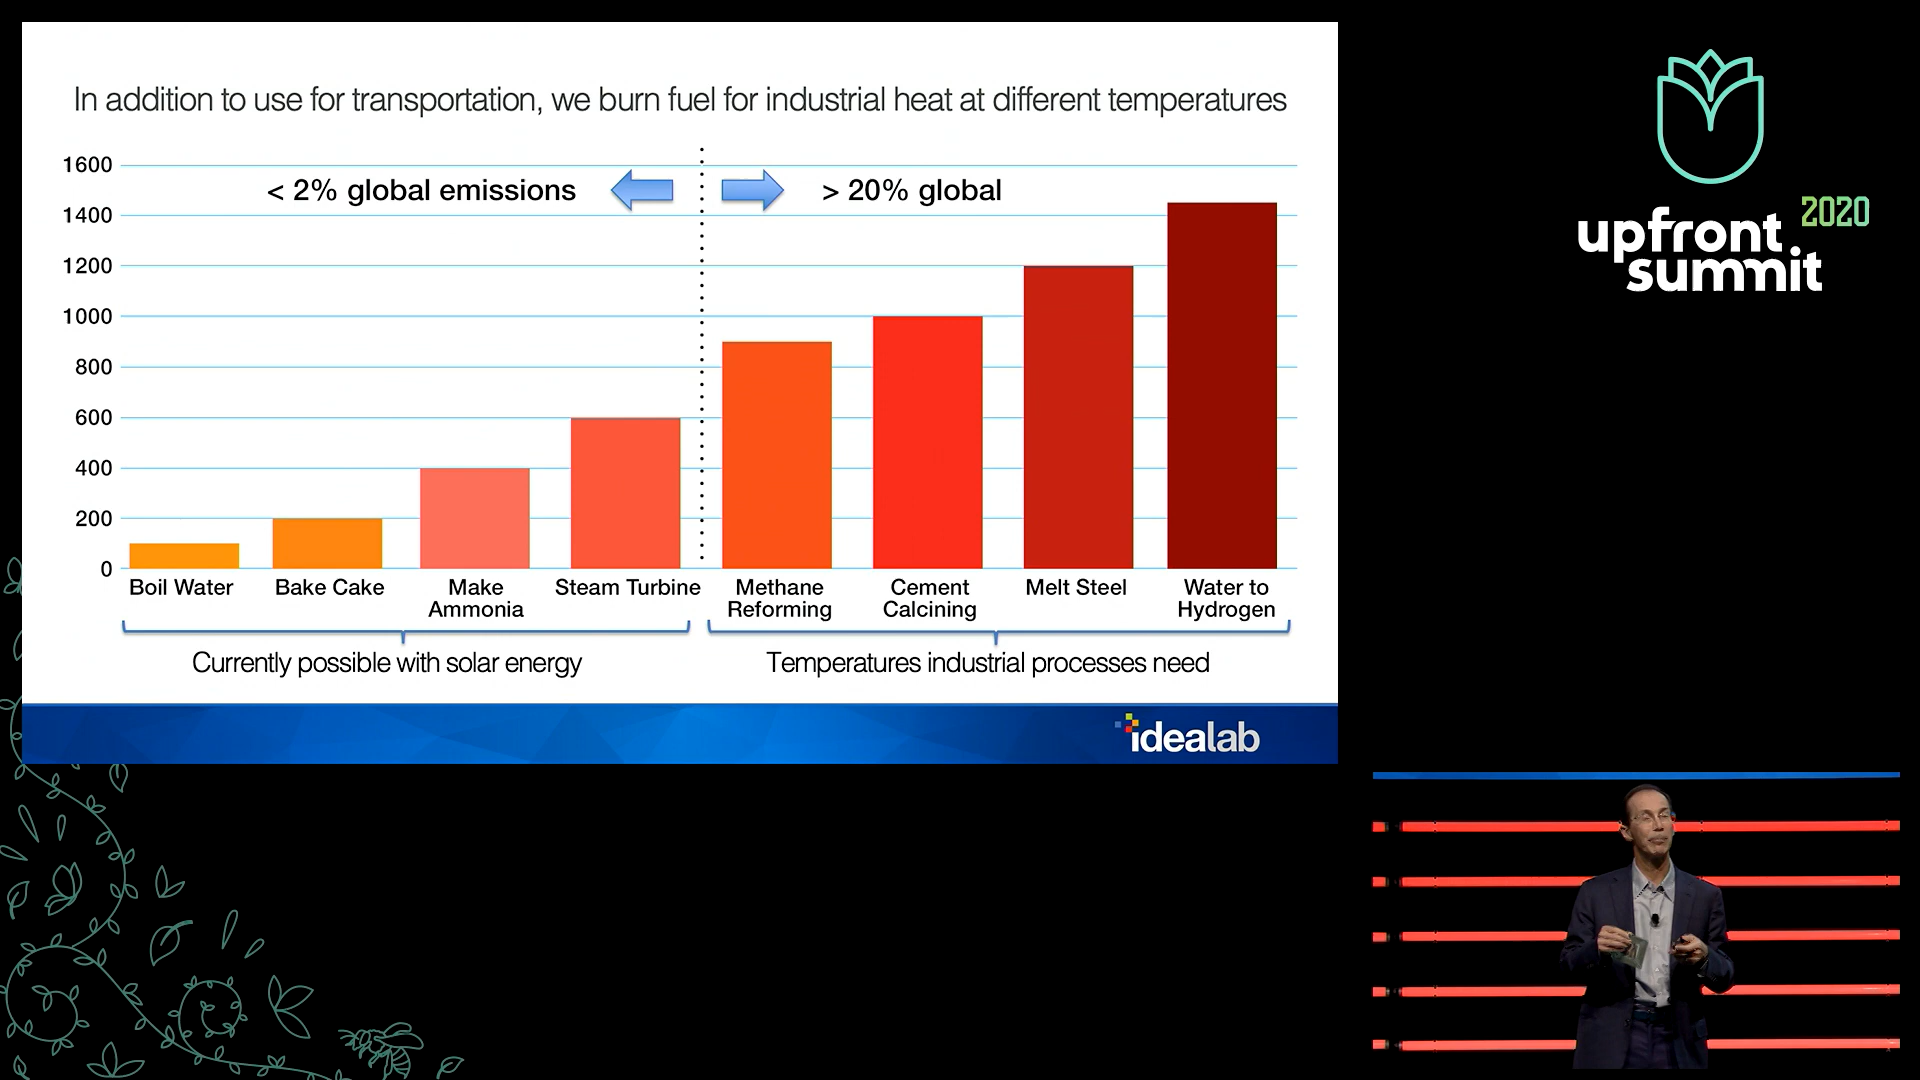 In addition to use for transportation, we burn fuel for industrial heat at different temperatures
1600
1400
1200
1000
800
600
400
200
0
< 2% global emissions
> 20% global
Boil Water
Bake Cake
Make
Ammonia
Steam Turbine
Methane
Reforming
Cement
Calcining
Melt Steel
Water to
Hydrogen
Currently possible with solar energy
Temperatures industrial processes need
idealab
upfront 2020
summit